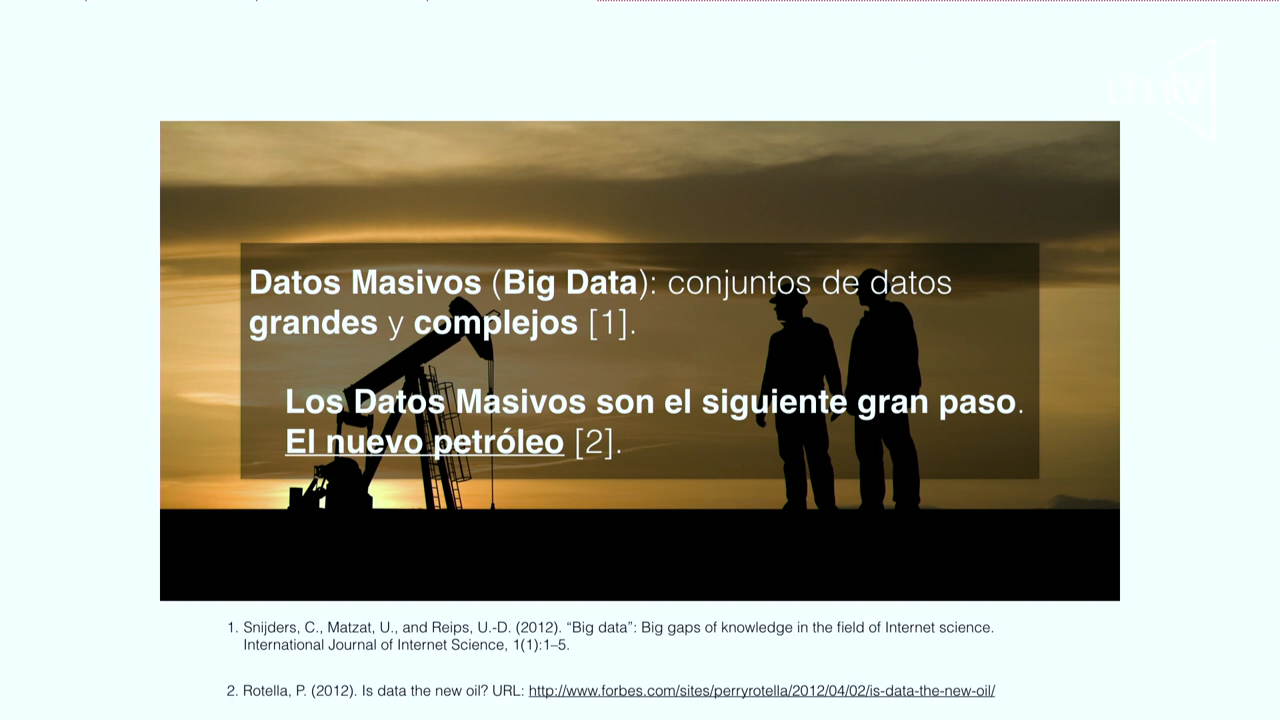 Datos Masivos (Big Data): conjuntos de datos
grandes y complejos [1].
Los Datos Masivos son el siguiente gran paso.
El nuevo petróleo [2].
1. Snijders, C., Matzat, U., and Reips, U.-D. (2012). “Big data”: Big gaps of knowledge in the field of Internet science.
International Journal of Internet Science, 1(1):1–5.
2. Rotella, P. (2012). Is data the new oil? URL: http://www.forbes.com/sites/perryrotella/2012/04/02/is-data-the-new-oil/